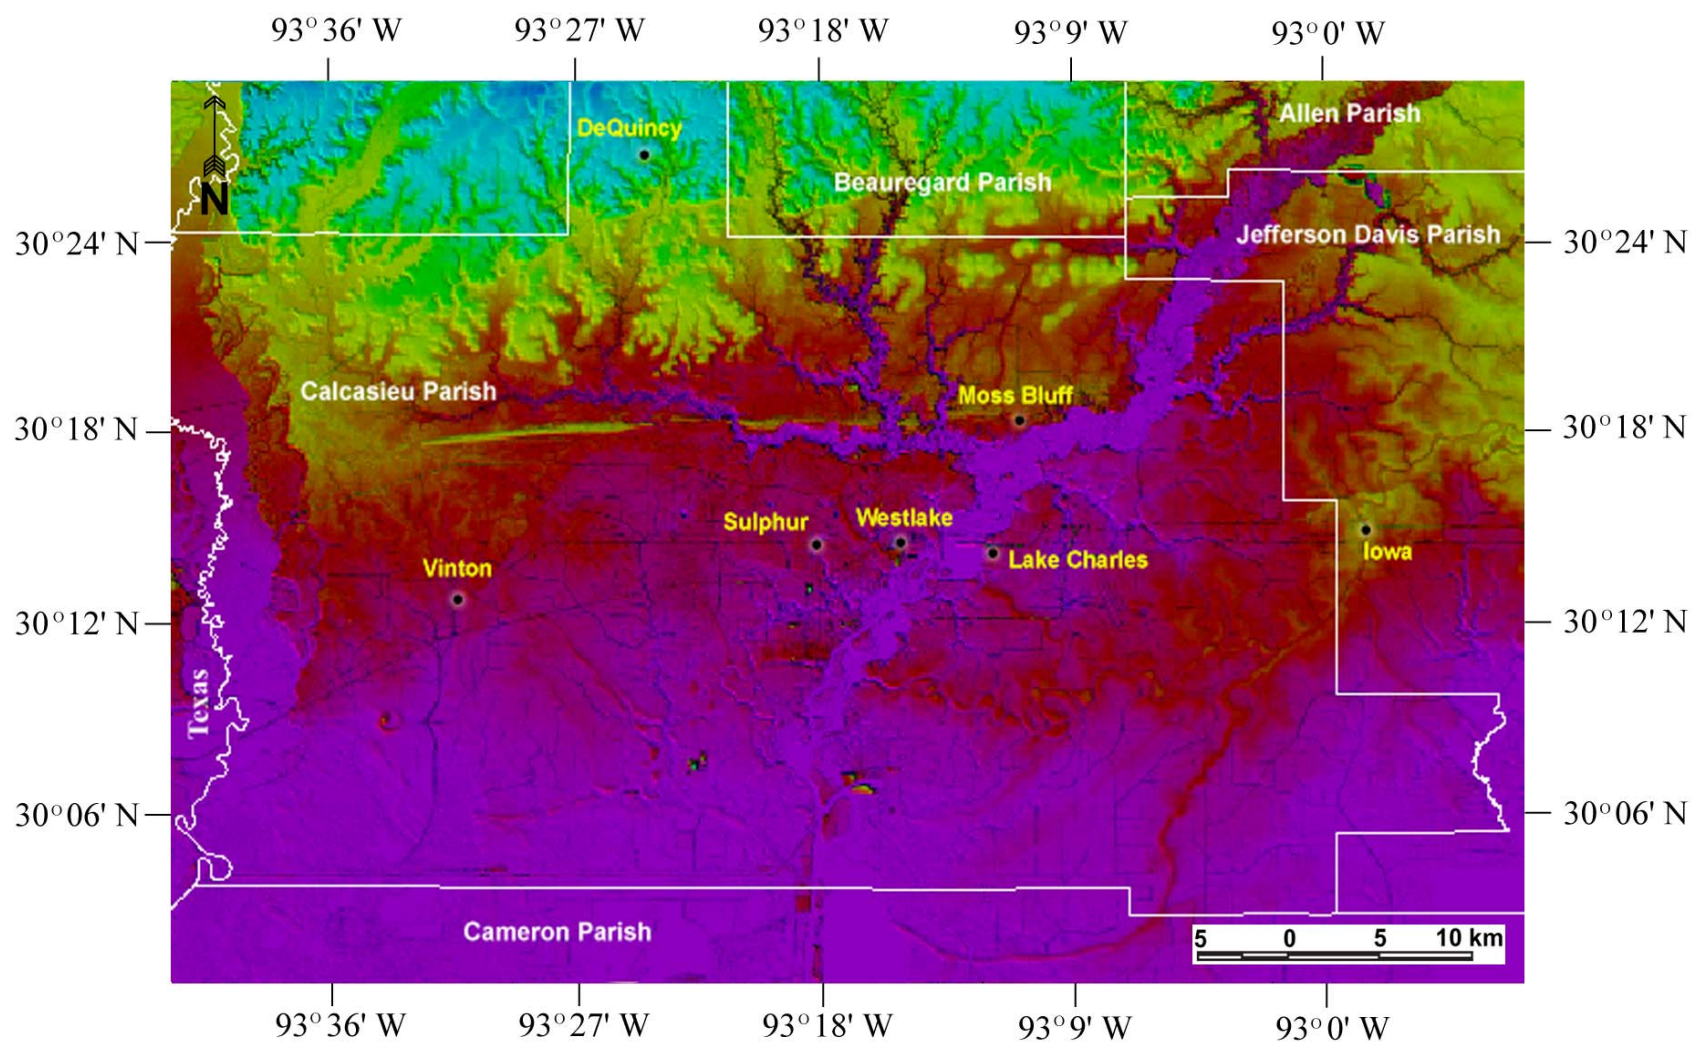 93°36' W 93°27' W 93°18' W 93°9' W 93°0' W
Allen Parish
DeQuincy
Beauregard Parish
N
30°24' N Jefferson Davis Parish 30°24' N
Calcasieu Parish
Moss Bluff
30°18' N 30°18' N
Sulphur Westlake
Lake Charles Iowa
Vinton
30°12' N 30°12' N
Texas
30°06' N 30°06' N
Cameron Parish
5 0 5 10 km
93°36' W 93°27' W 93°18' W 93°9' W 93°0' W